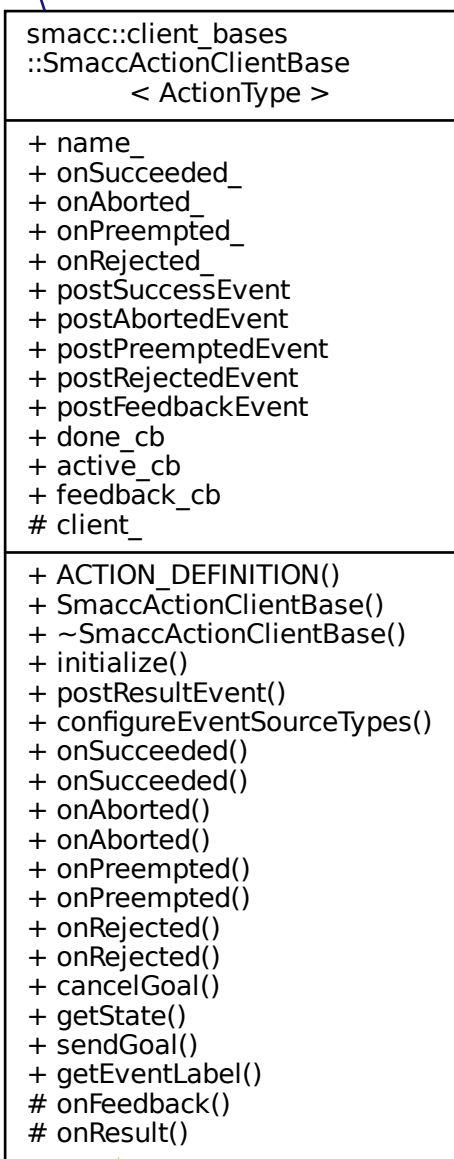 smacc::client_bases
::SmaccActionClientBase
< ActionType >
+ name_
+ onSucceeded_
+ onAborted_
+ onPreempted_
+ onRejected_
+ postSuccessEvent
+ postAbortedEvent
+ postPreemptedEvent
+ postRejectedEvent
+ postFeedbackEvent
+ done_cb
+ active_cb
+ feedback_cb
# client_
+ ACTION_DEFINITION()
+ SmaccActionClientBase()
+ ~SmaccActionClientBase()
+ initialize()
+ postResultEvent()
+ configureEventSourceTypes()
+ onSucceeded()
+ onSucceeded()
+ onAborted()
+ onAborted()
+ onPreempted()
+ onPreempted()
+ onRejected()
+ onRejected()
+ cancelGoal()
+ getState()
+ sendGoal()
+ getEventLabel()
# onFeedback()
# onResult()